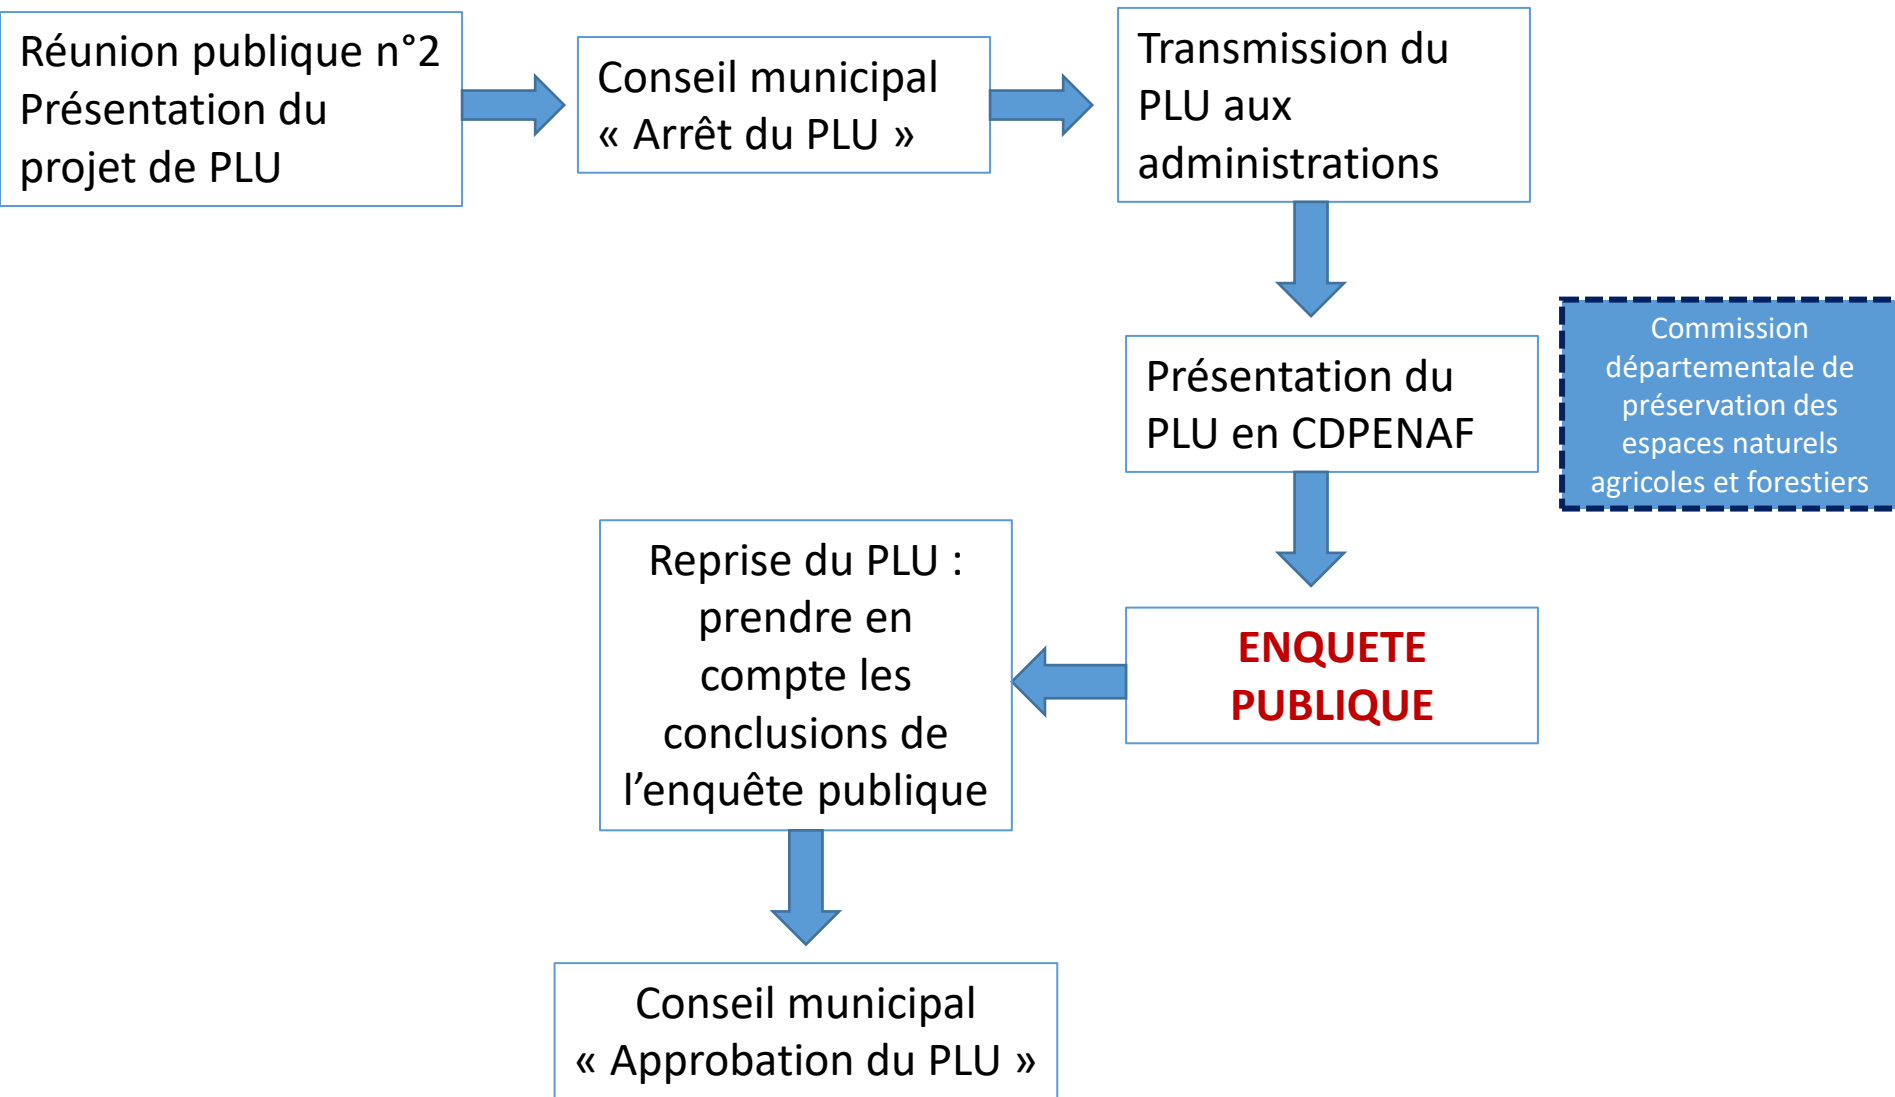 Réunion publique n°2
Présentation du
projet de PLU
Conseil municipal
« Arrêt du PLU »
Transmission du
PLU aux
administrations
Présentation du
PLU en CDPENAF
Commission
départementale de
préservation des
espaces naturels
agricoles et forestiers
ENQUETE
PUBLIQUE
Reprise du PLU :
prendre en
compte les
conclusions de
l’enquête publique
Conseil municipal
« Approbation du PLU »